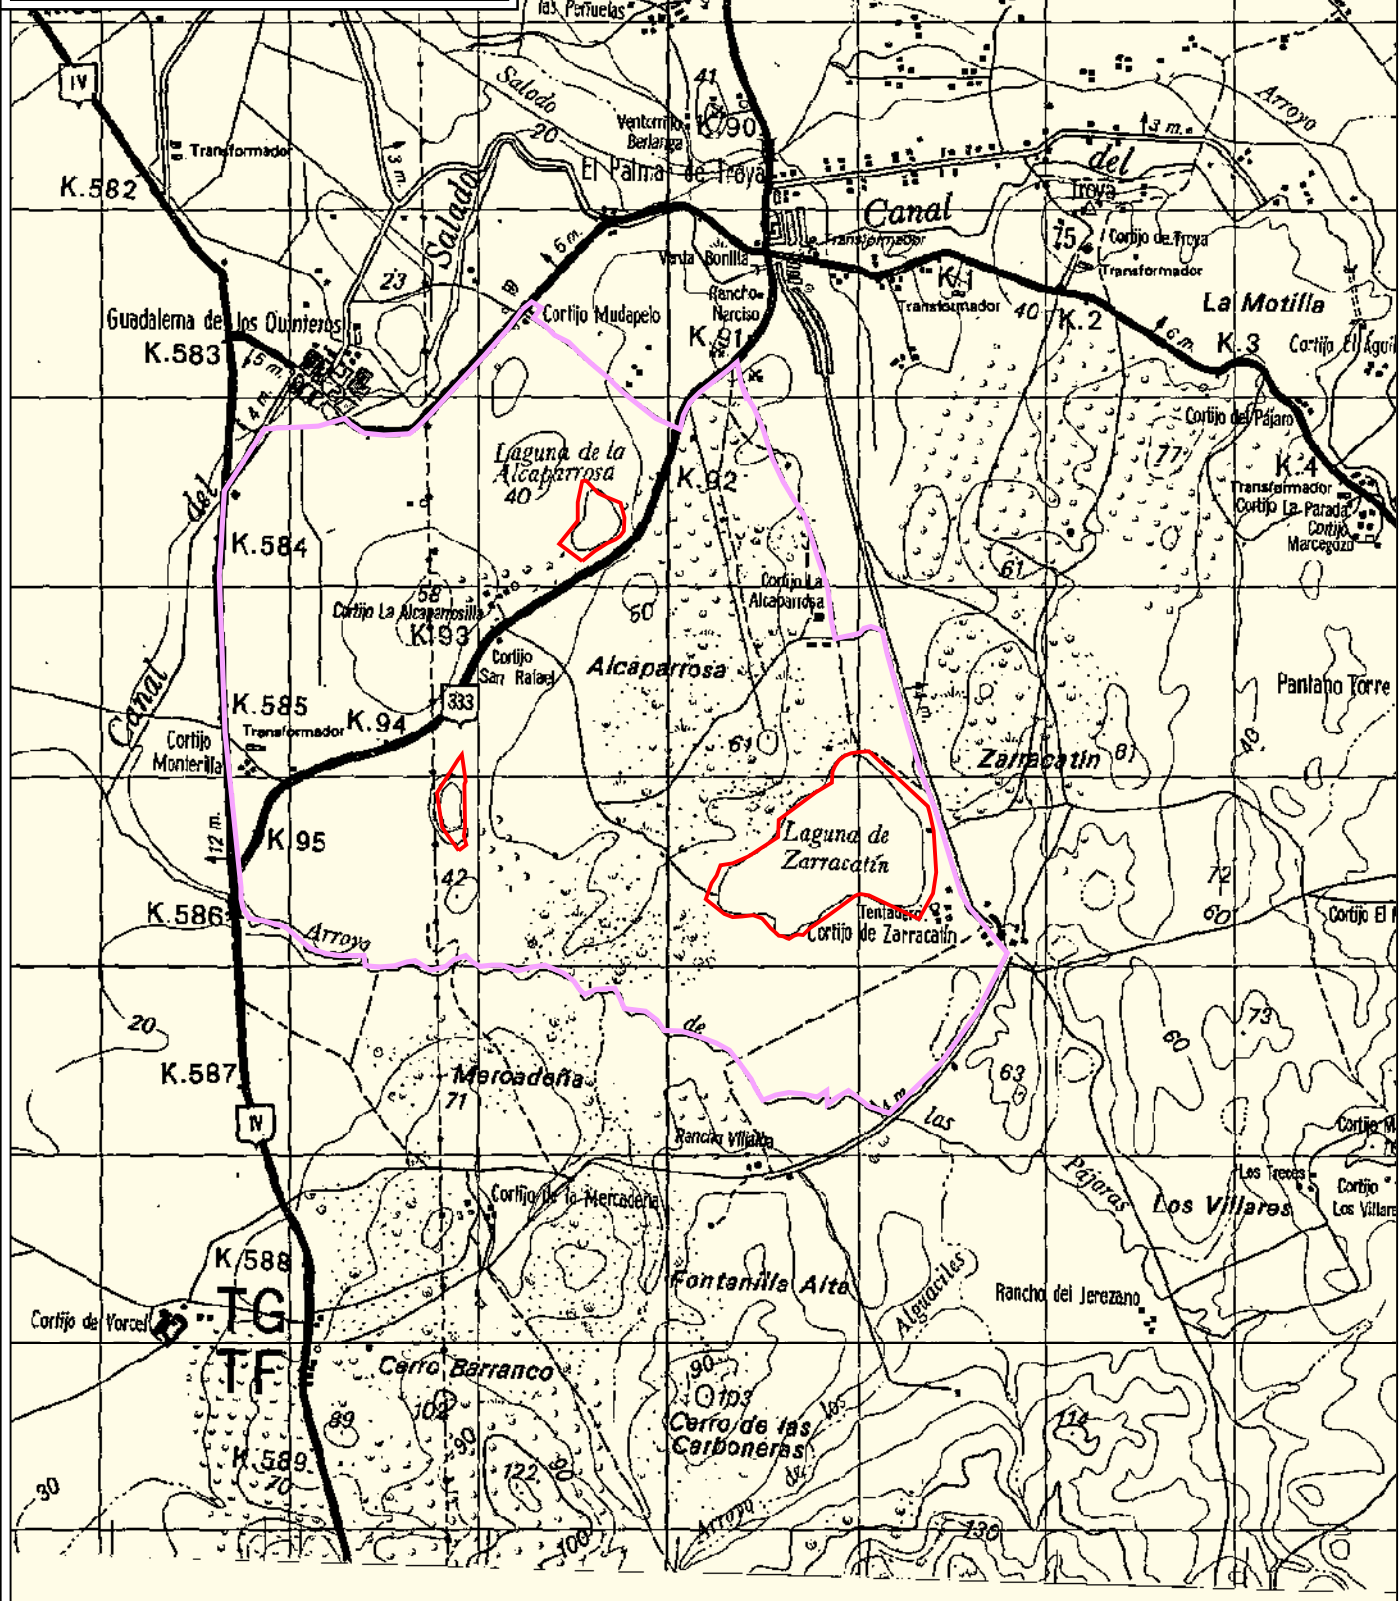 las Peñuelas
IV
41
Salado
Arroyo
Ventorrillo
Berlanga
K.90
20
3 m.
Transformador
3 m.
del
El Palmar de Troya
K.582
Troya
Salado
Canal
75
Cortijo de Troya
Transformador
6 m.
Venta Bonilla
Transformador
23
K.1
Rancho
Narciso
Transformador
40
La Motilla
Cortijo Mudapelo
K.2
Guadalema de los Quinteros
K.91
6 m.
K.3
K.583
5 m.
4 m.
Cortijo del Pájaro
Laguna de la
Alcaparrosa
40
77
K.92
K.4
Transformador
Cortijo La Parada
Cortijo
Marcegozo
del
K.584
61
58
Cortijo La
Alcaparrosa
Cortijo La Alcaparrosilla
50
K.93
Cortijo
San Rafael
Alcaparrosa
Canal
333
Pantano Torre
K.585
K.94
Transformador
Cortijo
Monterilla
61
Zarracatín
81
40
K.95
12 m.
Laguna de
Zarracatín
42
72
60
K.586
Tentadero
Cortijo de Zarracatín
Cortijo El
Arroyo
20
de
73
60
K.587
Mercadeña
71
63
IV
las
Rancho Villalba
Pájaras
Los Treces
Cortijo
Los Villares
Cortijo de la Mercadeña
K.588
Fontanilla Alta
Alguaciles
Rancho del Jerezano
TG
Cortijo de Vorcel
TF
Cerro Barranco
90
103
102
89
Cerro de las
Carboneras
los
114
90
K.589
70
122
90
de
30
Arroyo
100
130